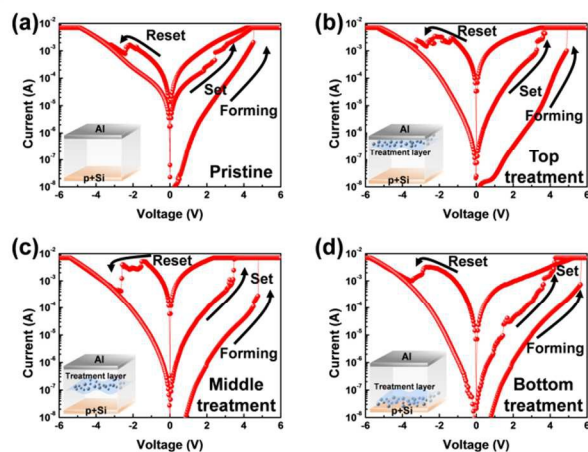 (a)
10⁻²
10⁻³
10⁻⁴
10⁻⁵
10⁻⁶
10⁻⁷
10⁻⁸
Current (A)
Reset
Set
Forming
Al
p+Si
Pristine
-6 -4 -2 0 2 4 6
Voltage (V)
(b)
10⁻²
10⁻³
10⁻⁴
10⁻⁵
10⁻⁶
10⁻⁷
10⁻⁸
Current (A)
Reset
Set
Forming
Al
Treatment layer
p+Si
Top
treatment
-6 -4 -2 0 2 4 6
Voltage (V)
(c)
10⁻²
10⁻³
10⁻⁴
10⁻⁵
10⁻⁶
10⁻⁷
10⁻⁸
Current (A)
Reset
Set
Forming
Al
Treatment layer
p+Si
Middle
treatment
-6 -4 -2 0 2 4 6
Voltage (V)
(d)
10⁻²
10⁻³
10⁻⁴
10⁻⁵
10⁻⁶
10⁻⁷
10⁻⁸
Current (A)
Reset
Set
Forming
Al
Treatment layer
p+Si
Bottom
treatment
-6 -4 -2 0 2 4 6
Voltage (V)